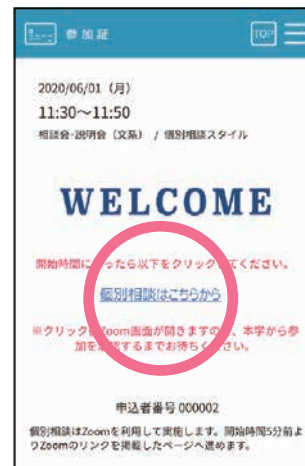 参加証
TOP
2020/06/01（月）
11:30～11:50
相談会・説明会（文系） / 個別相談スタイル
WELCOME
開始時間になったら以下をクリックしてください。
個別相談はこちらから
※クリック Zoom画面が開きますの 、本学から参
加を 認するまでお待ちください。
申込者番号 000002
個別相談はZoomを利用して実施します。開始時間5分前よ
りZoomのリンクを掲載したページへ進めます。